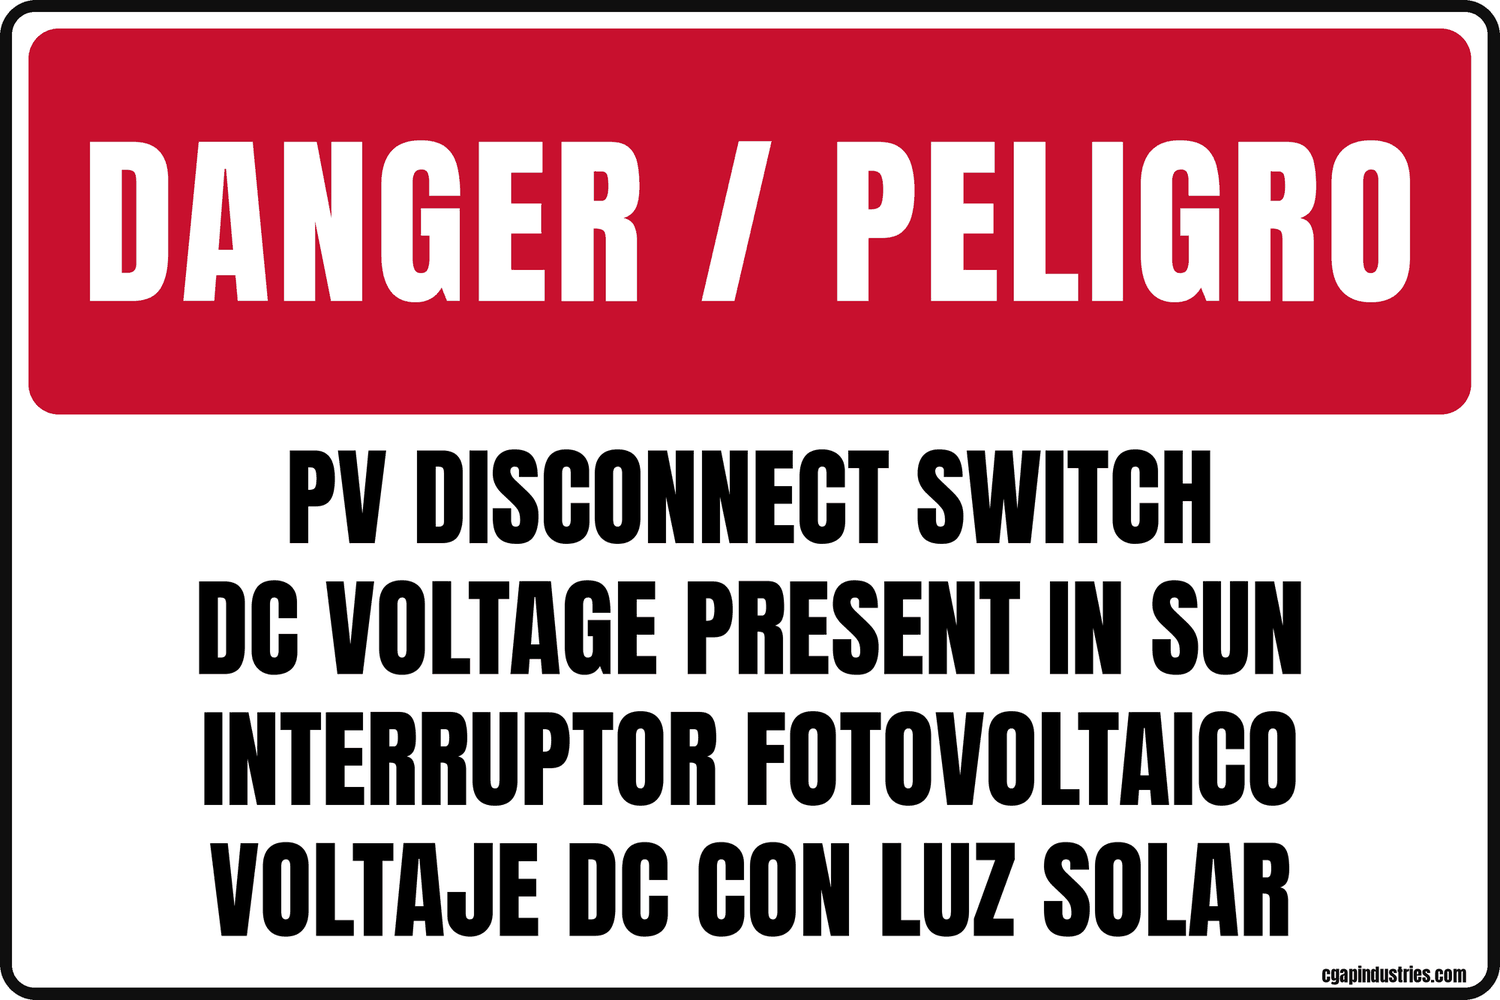 DANGER / PELIGRO
PV DISCONNECT SWITCH
DC VOLTAGE PRESENT IN SUN
INTERRUPTOR FOTOVOLTAICO
VOLTAJE DC CON LUZ SOLAR
cgapindustries.com